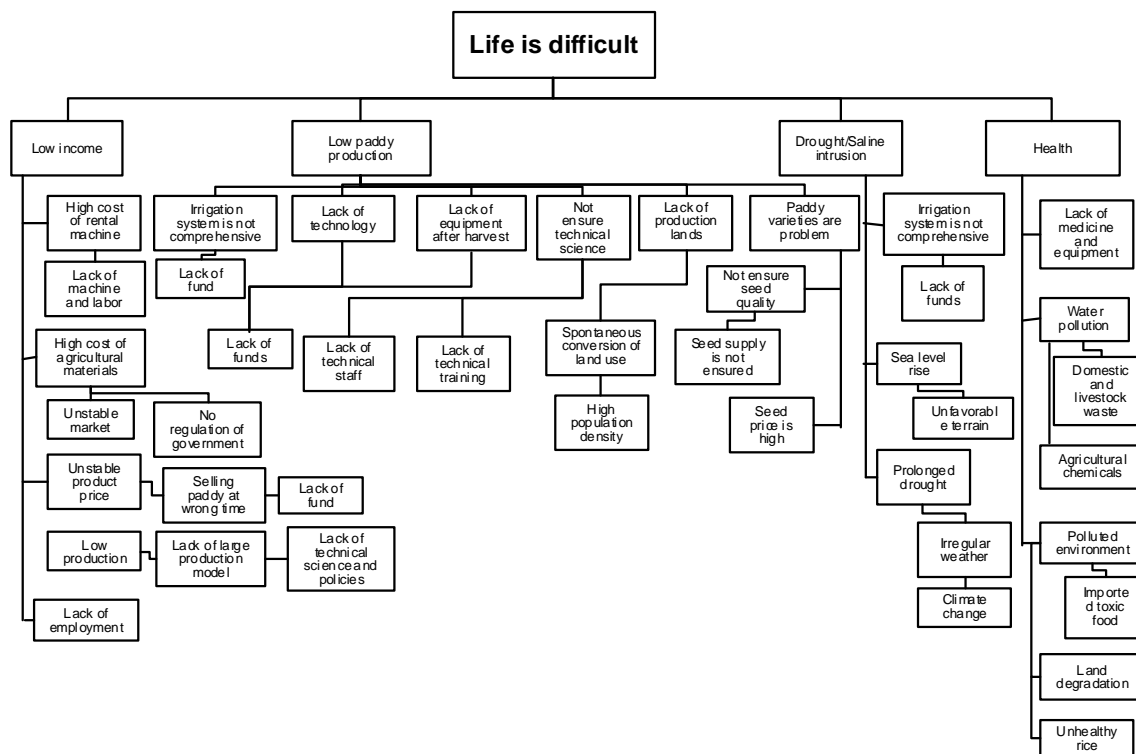 Life is difficult
Low income
Low paddy
production
Drought/Saline
intrusion
Health
High cost
of rental
machine
Irrigation
system is not
comprehensive
Lack of
technology
Lack of
equipment
after harvest
Not
ensure
technical
science
Lack of
production
lands
Paddy
varieties are
problem
Irrigation
system is not
comprehensive
Lack of
medicine
and
equipment
Lack of
machine
and labor
Lack of
fund
Not ensure
seed
quality
Lack of
funds
Lack of
funds
Lack of
technical
staff
Lack of
technical
training
Spontaneous
conversion of
land use
Seed supply
is not
ensured
Water
pollution
High cost of
agricultural
materials
Sea level
rise
Domestic
and
livestock
waste
Unstable
market
No
regulation of
government
High
population
density
Seed
price is
high
Unfavorabl
e terrain
Agricultural
chemicals
Unstable
product
price
Selling
paddy at
wrong time
Lack of
fund
Prolonged
drought
Low
production
Lack of large
production
model
Lack of
technical
science and
policies
Irregular
weather
Polluted
environment
Climate
change
Importe
d toxic
food
Lack of
employment
Land
degradation
Unhealthy
rice